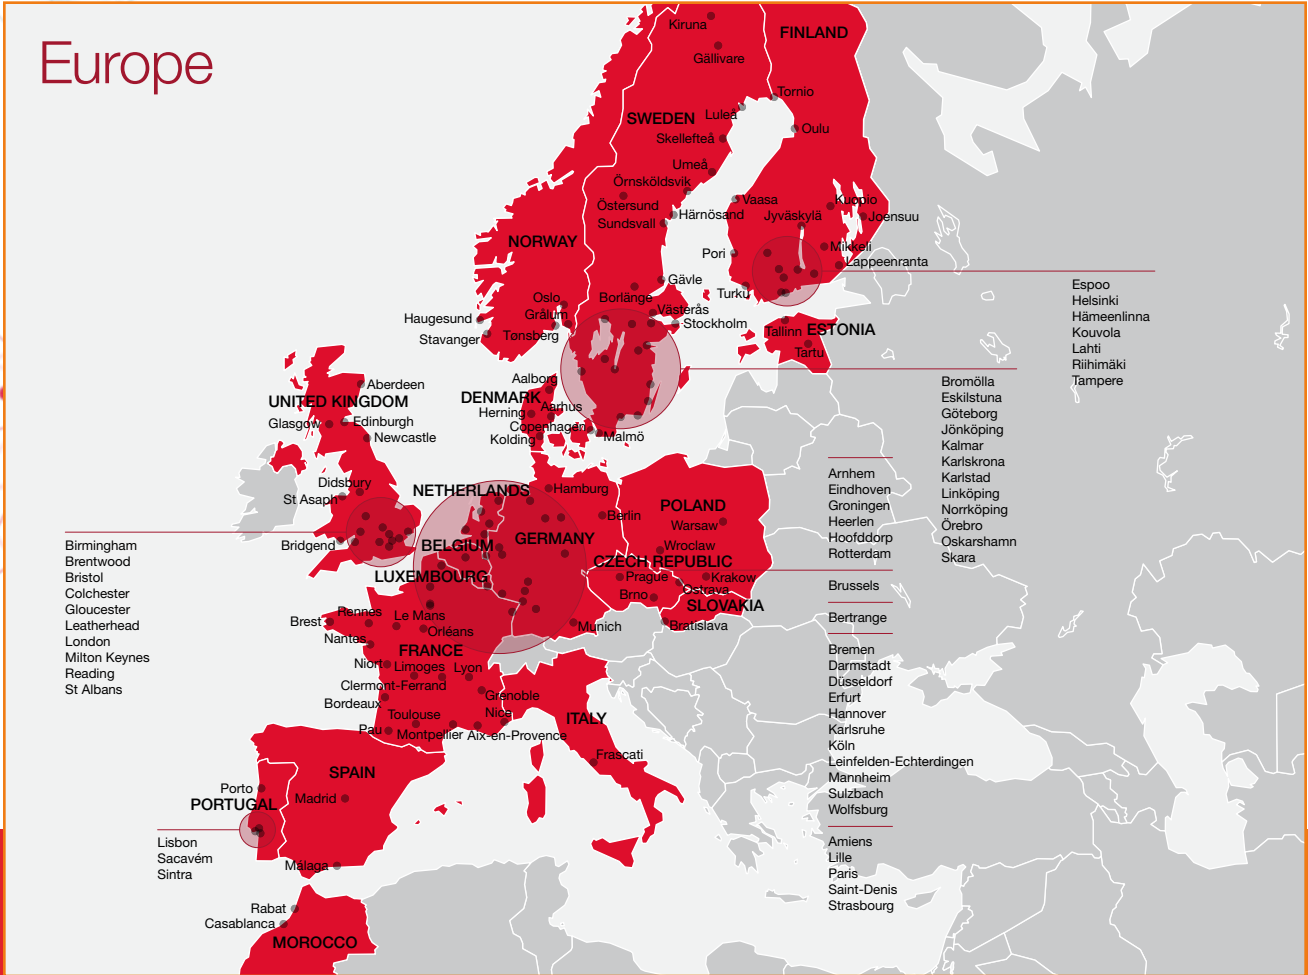 Europe
Kiruna
FINLAND
Gällivare
Tornio
Luleå
SWEDEN
Oulu
Skellefteå
Umeå
Örnsköldsvik
Östersund
Vaasa
Kuopio
Härnösand
Jyväskylä
Joensuu
Sundsvall
NORWAY
Mikkeli
Pori
Lappeenranta
Gävle
Turku
Oslo
Borlänge
Grålum
Västerås
Haugesund
Stockholm
Tallinn
ESTONIA
Stavanger
Tønsberg
Tartu
Espoo
Helsinki
Hämeenlinna
Kouvola
Lahti
Riihimäki
Tampere
Aalborg
Aberdeen
UNITED KINGDOM
DENMARK
Herning
Aarhus
Glasgow
Edinburgh
Copenhagen
Newcastle
Kolding
Malmö
Bromölla
Eskilstuna
Göteborg
Jönköping
Kalmar
Karlskrona
Karlstad
Linköping
Norrköping
Örebro
Oskarshamn
Skara
Didsbury
St Asaph
NETHERLANDS
Hamburg
POLAND
Berlin
Warsaw
Bridgend
BELGIUM
GERMANY
Wroclaw
CZECH REPUBLIC
LUXEMBOURG
Prague
Krakow
Ostrava
Brno
SLOVAKIA
Bratislava
Munich
Birmingham
Brentwood
Bristol
Colchester
Gloucester
Leatherhead
London
Milton Keynes
Reading
St Albans
Arnhem
Eindhoven
Groningen
Heerlen
Hoofddorp
Rotterdam
Brussels
Bertrange
Bremen
Darmstadt
Düsseldorf
Erfurt
Hannover
Karlsruhe
Köln
Leinfelden-Echterdingen
Mannheim
Sulzbach
Wolfsburg
Amiens
Lille
Paris
Saint-Denis
Strasbourg
Rennes
Le Mans
Brest
Orléans
Nantes
FRANCE
Niort
Limoges
Lyon
Clermont-Ferrand
Grenoble
Bordeaux
Toulouse
Nice
Pau
Montpellier
Aix-en-Provence
ITALY
Frascati
SPAIN
Porto
PORTUGAL
Madrid
Lisbon
Sacavém
Sintra
Málaga
Rabat
Casablanca
MOROCCO